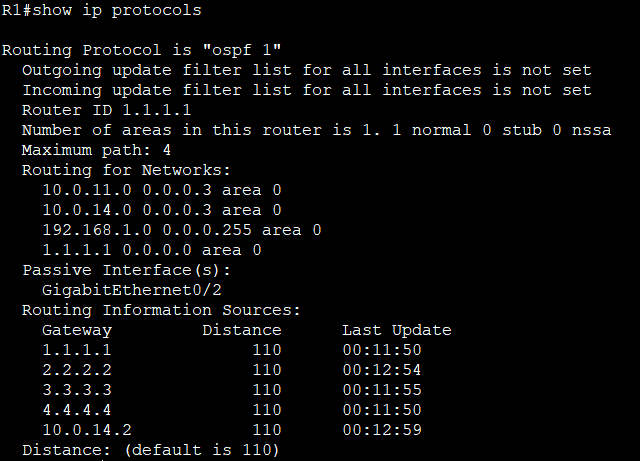 R1#show ip protocols
Routing Protocol is "ospf 1"
Outgoing update filter list for all interfaces is not set
Incoming update filter list for all interfaces is not set
Router ID 1.1.1.1
Number of areas in this router is 1. 1 normal 0 stub 0 nssa
Maximum path: 4
Routing for Networks:
10.0.11.0 0.0.0.3 area 0
10.0.14.0 0.0.0.3 area 0
192.168.1.0 0.0.0.255 area 0
1.1.1.1 0.0.0.0 area 0
Passive Interface(s):
GigabitEthernet0/2
Routing Information Sources:
Gateway Distance Last Update
1.1.1.1 110 00:11:50
2.2.2.2 110 00:12:54
3.3.3.3 110 00:11:55
4.4.4.4 110 00:11:50
10.0.14.2 110 00:12:59
Distance: (default is 110)